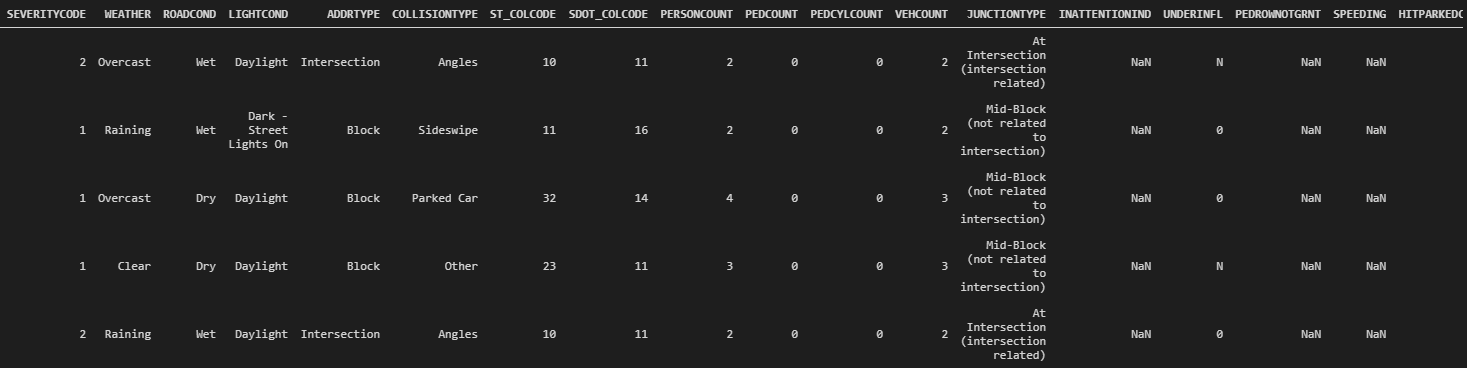 SEVERITYCODE WEATHER ROADCOND LIGHTCOND ADDRTYPE COLLISIONTYPE ST_COLCODE SDOT_COLCODE PERSONCOUNT PEDCOUNT PEDCYLCOUNT VEHCOUNT JUNCTIONTYPE INATTENTIONIND UNDERINFL PEDROWNOTGRNT SPEEDING HITPARKEDC
At
2 Overcast Wet Daylight Intersection Angles 10 11 2 0 0 2 Intersection NaN N NaN NaN
(intersection
related)
Mid-Block
Dark -
(not related
1 Raining Wet Street Block Sideswipe 11 16 2 0 0 2 to NaN 0 NaN NaN
Lights On
intersection)
Mid-Block
(not related
1 Overcast Dry Daylight Block Parked Car 32 14 4 0 0 3 to NaN 0 NaN NaN
intersection)
Mid-Block
(not related
1 Clear Dry Daylight Block Other 23 11 3 0 0 3 to NaN N NaN NaN
intersection)
At
2 Raining Wet Daylight Intersection Angles 10 11 2 0 0 2 Intersection NaN 0 NaN NaN
(intersection
related)